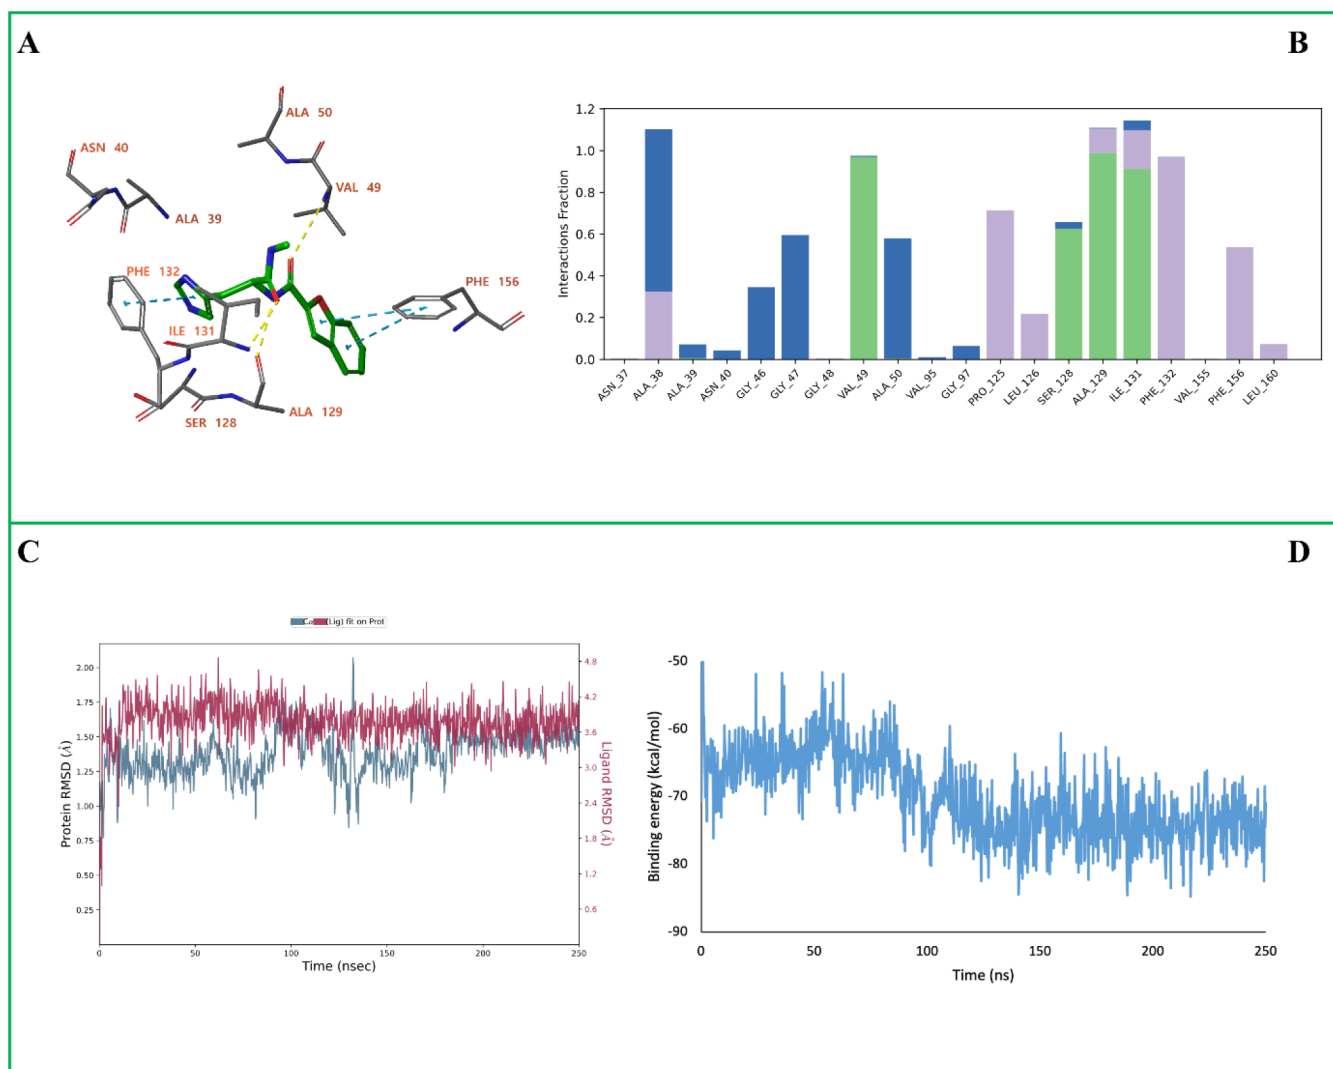 A
B
ALA 50
ASN 40
VAL 49
ALA 39
PHE 132
PHE 156
ILE 131
ALA 129
SER 128
1.2
1.0
0.8
0.6
0.4
0.2
0.0
Interactions Fraction
ASN_37
ALA_38
ALA_39
ASN_40
GLY_46
GLY_47
GLY_48
VAL_49
ALA_50
VAL_95
GLY_97
PRO_125
LEU_126
SER_128
ALA_129
ILE_131
PHE_132
VAL_155
PHE_156
LEU_160
C
D
(Lig) fit on Prot
2.00
1.75
1.50
1.25
1.00
0.75
0.50
0.25
Protein RMSD (Å)
4.8
4.2
3.6
3.0
2.4
1.8
1.2
0.6
Ligand RMSD (Å)
0 50 100 150 200 250
Time (nsec)
-50
-60
-70
-80
-90
Binding energy (kcal/mol)
0 50 100 150 200 250
Time (ns)